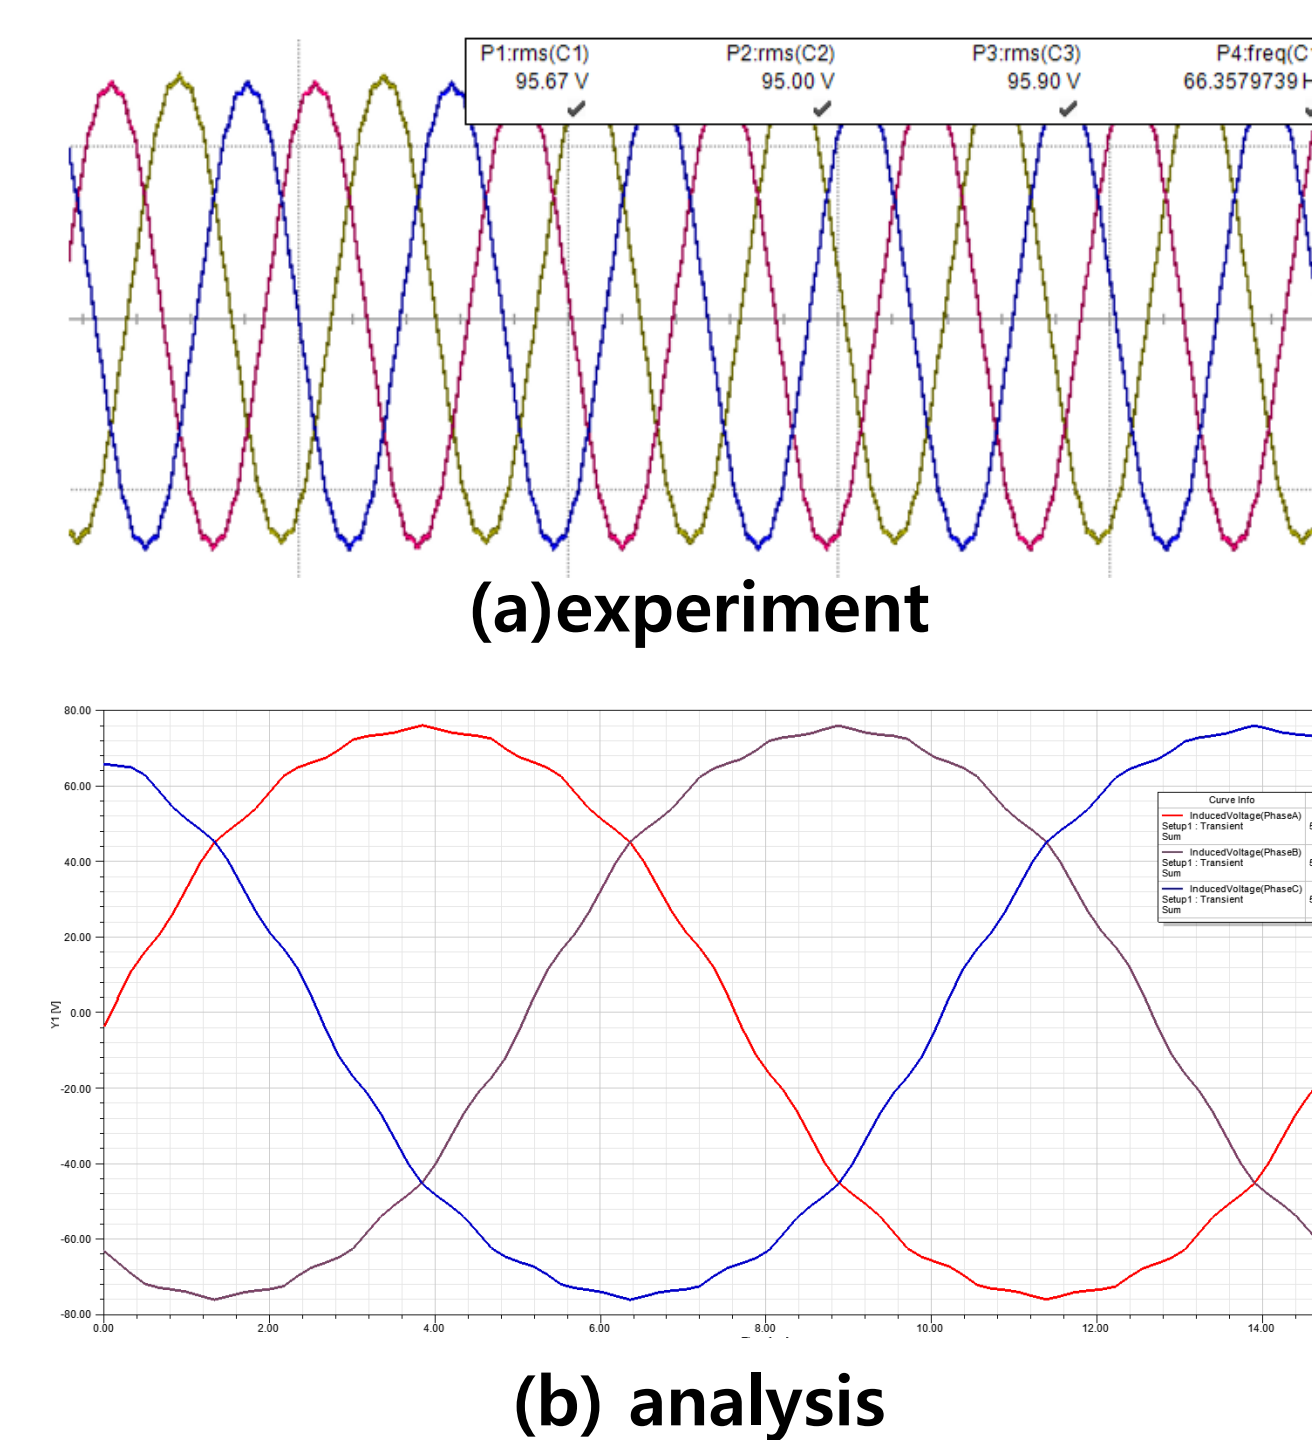 P1:rms(C1) P2:rms(C2) P3:rms(C3) P4:freq(C1
95.67 V 95.00 V 95.90 V 66.3579739 H
(a)experiment
80.00
60.00
40.00
20.00
0.00
-20.00
-40.00
-60.00
-80.00
Y1 [V]
Curve Info
InducedVoltage(PhaseA)
Setup1 : Transient
Sum
InducedVoltage(PhaseB)
Setup1 : Transient
Sum
InducedVoltage(PhaseC)
Setup1 : Transient
Sum
0.00 2.00 4.00 6.00 8.00 10.00 12.00 14.00
(b) analysis